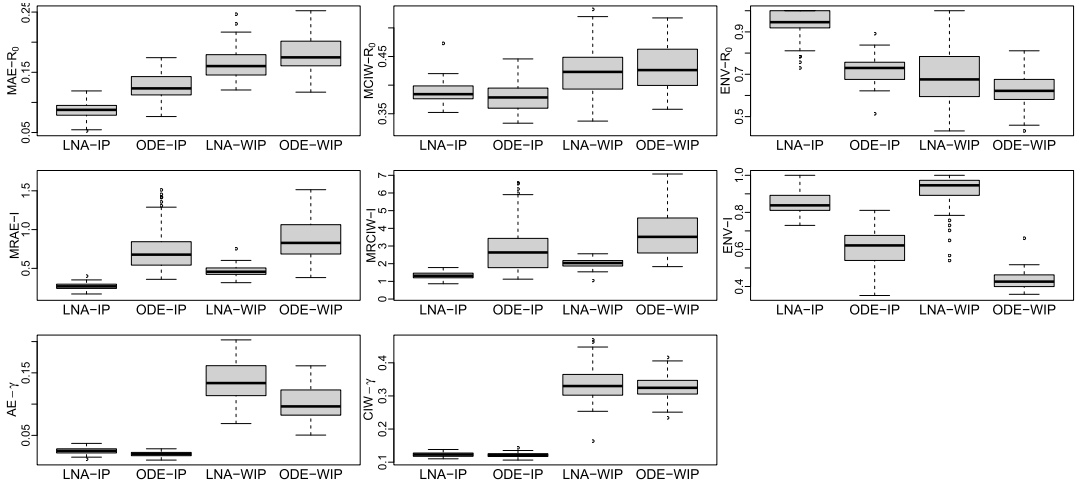 MAE−R0
0.05 0.15 0.25
LNA−IP ODE−IP LNA−WIP ODE−WIP
MCIW−R0
0.35 0.45
LNA−IP ODE−IP LNA−WIP ODE−WIP
ENV−R0
0.5 0.7 0.9
LNA−IP ODE−IP LNA−WIP ODE−WIP
MRAE−I
0.5 1.0 1.5
LNA−IP ODE−IP LNA−WIP ODE−WIP
MRCIW−I
0 1 2 3 4 5 6 7
LNA−IP ODE−IP LNA−WIP ODE−WIP
ENV−I
0.4 0.6 0.8 1.0
LNA−IP ODE−IP LNA−WIP ODE−WIP
AE−γ
0.05 0.15
LNA−IP ODE−IP LNA−WIP ODE−WIP
CIW−γ
0.1 0.2 0.3 0.4
LNA−IP ODE−IP LNA−WIP ODE−WIP